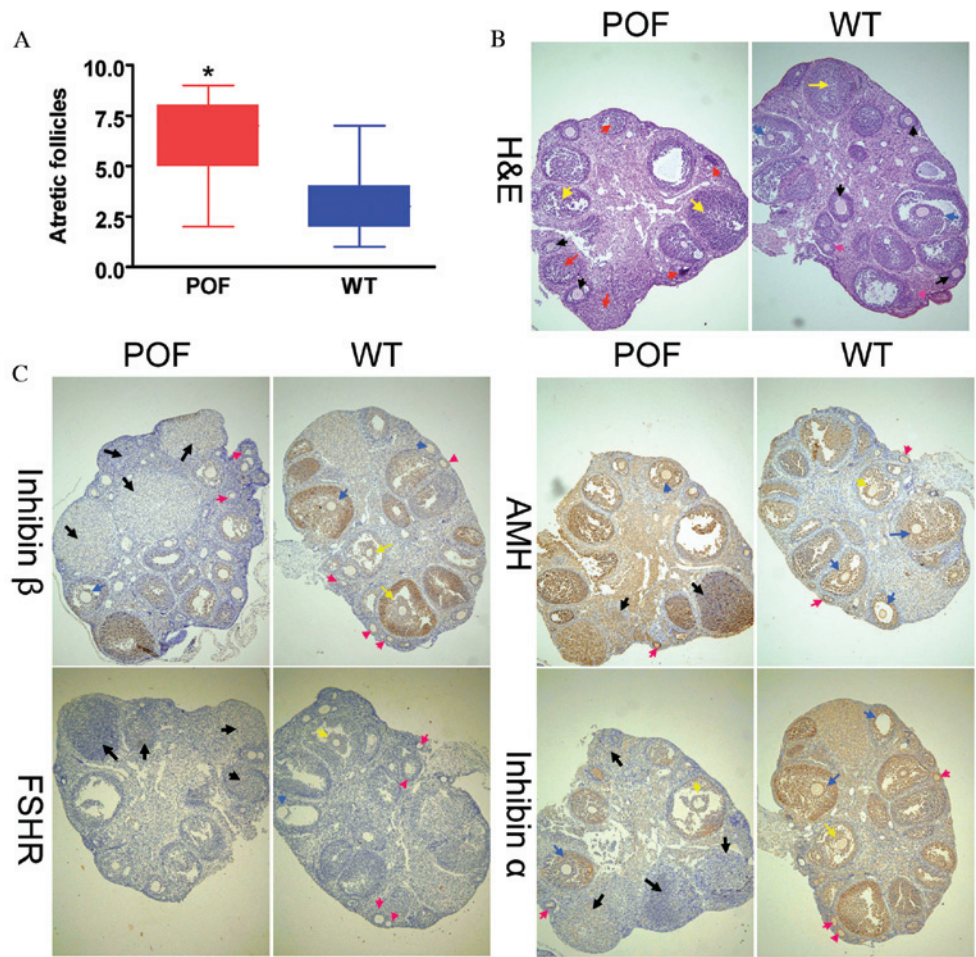 A
*
Atretic follicles
10.0
7.5
5.0
2.5
0.0
POF
WT
B
POF
WT
H&E
C
POF
WT
Inhibin β
FSHR
POF
WT
AMH
Inhibin α